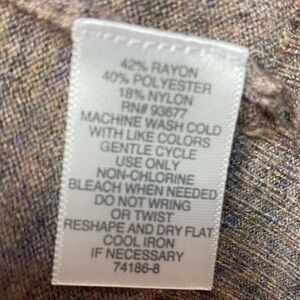 42% RAYON
40% POLYESTER
18% NYLON
RN# 93677
MACHINE WASH COLD
WITH LIKE COLORS
GENTLE CYCLE
USE ONLY
NON-CHLORINE
BLEACH WHEN NEEDED
DO NOT WRING
OR TWIST
RESHAPE AND DRY FLAT
COOL IRON
IF NECESSARY
74186-8